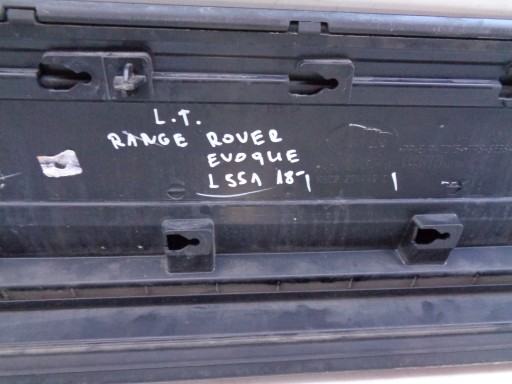 L.T.
RANGE ROVER
EVOQUE
L551 18-